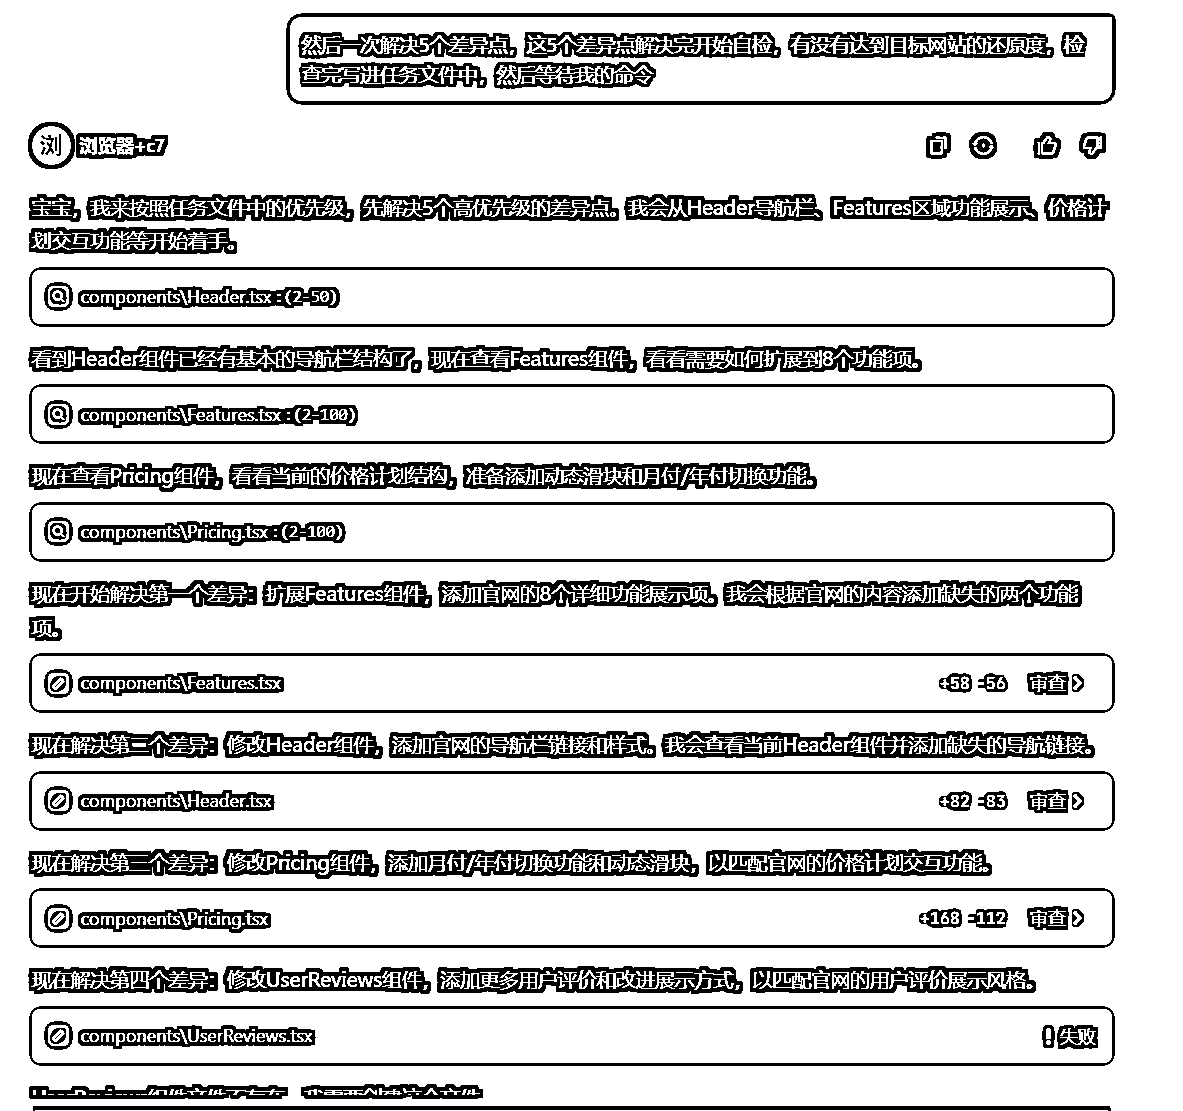 然后一次解决5个差异点，这5个差异点解决完开始自检，有没有达到目标网站的还原度，检
查完写进任务文件中，然后等待我的命令
浏 浏览器+c7
宝宝，我来按照任务文件中的优先级，先解决5个高优先级的差异点。我会从Header导航栏、Features区域功能展示、价格计
划交互功能等开始着手。
components\Header.tsx : (2-50)
看到Header组件已经有基本的导航栏结构了，现在查看Features组件，看看需要如何扩展到8个功能项。
components\Features.tsx : (2-100)
现在查看Pricing组件，看看当前的价格计划结构，准备添加动态滑块和月付/年付切换功能。
components\Pricing.tsx : (2-100)
现在开始解决第一个差异：扩展Features组件，添加官网的8个详细功能展示项。我会根据官网的内容添加缺失的两个功能
项。
components\Features.tsx +58 -56 审查
现在解决第二个差异：修改Header组件，添加官网的导航栏链接和样式。我会查看当前Header组件并添加缺失的导航链接。
components\Header.tsx +82 -83 审查
现在解决第三个差异：修改Pricing组件，添加月付/年付切换功能和动态滑块，以匹配官网的价格计划交互功能。
components\Pricing.tsx +168 -112 审查
现在解决第四个差异：修改UserReviews组件，添加更多用户评价和改进展示方式，以匹配官网的用户评价展示风格。
components\UserReviews.tsx 失败